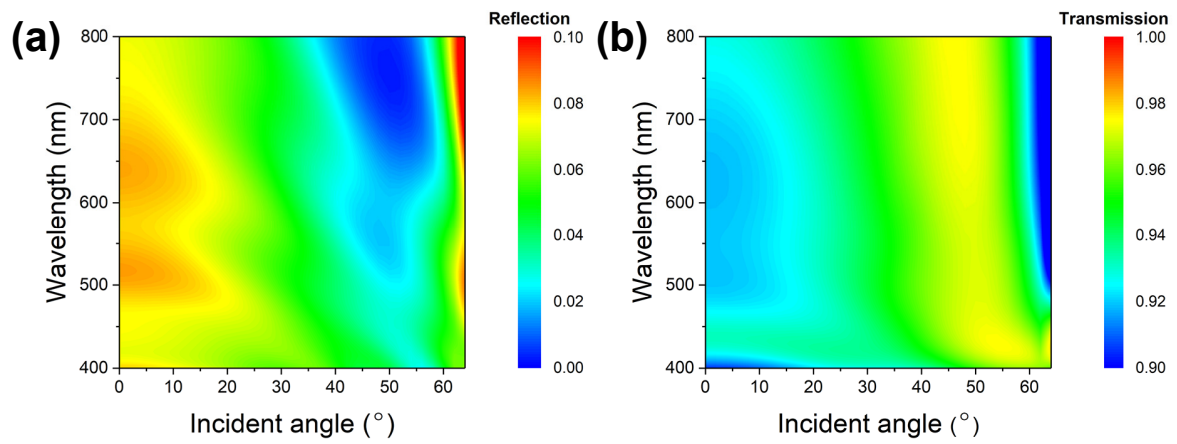 (a)
Reflection
800
700
600
500
400
Wavelength (nm)
0 10 20 30 40 50 60
Incident angle (°)
0.10
0.08
0.06
0.04
0.02
0.00
(b)
Transmission
800
700
600
500
400
Wavelength (nm)
0 10 20 30 40 50 60
Incident angle (°)
1.00
0.98
0.96
0.94
0.92
0.90